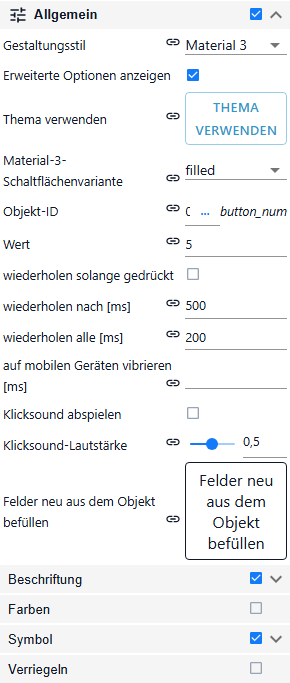 Allgemein
Gestaltungsstil Material 3
Erweiterte Optionen anzeigen
Thema verwenden THEMA
VERWENDEN
Material-3-
Schaltflächenvariante filled
Objekt-ID ... button_num
Wert 5
wiederholen solange gedrückt
wiederholen nach [ms] 500
wiederholen alle [ms] 200
auf mobilen Geräten vibrieren
[ms]
Klicksound abspielen
Klicksound-Lautstärke 0,5
Felder neu aus dem Objekt
befüllen
Felder neu
aus dem
Objekt
befüllen
Beschriftung
Farben
Symbol
Verriegeln